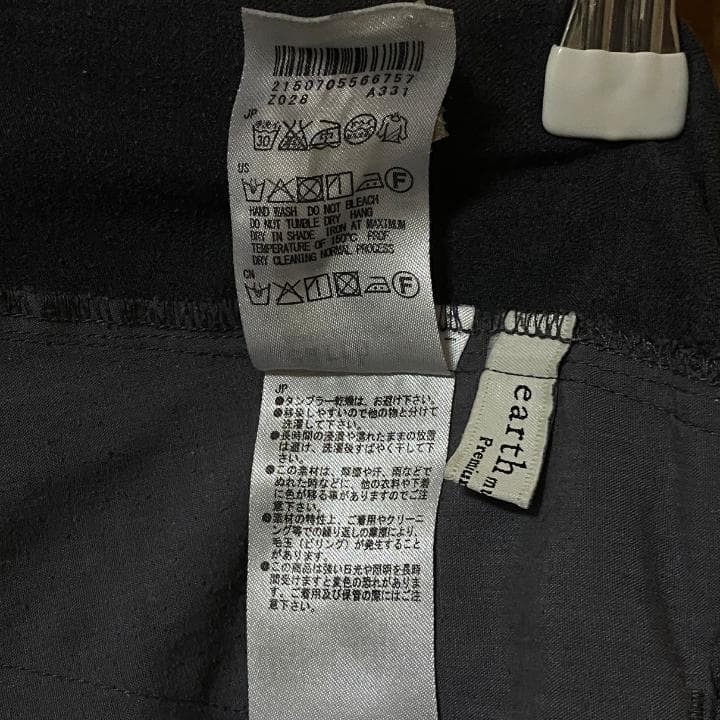 2150705566757
Z028 A331
JP
30
US
F
HAND WASH DO NOT BLEACH
DO NOT TUMBLE DRY HANG
DRY IN SHADE IRON AT MAXIMUM
TEMPERATURE OF 150°C PROF
DRY CLEANING NORMAL PROCESS
CN
F
JP
●タンブラー乾燥は、お避け下さい。
●移染しやすいので他の物と分けて
洗濯して下さい。
●長時間の浸漬や濡れたままの放置
は避け、洗濯後すばやく干して下
さい。
●この素材は、摩擦や汗、雨などで
ぬれた時などに、他の衣料や下着
に色が移る事がありますのでご注
意下さい。
●素材の特性上、ご着用やクリーニ
ング等での繰り返しの摩擦により、
毛玉(ピリング)が発生すること
があります。
●この商品は強い日光や照明を長時
間受けますと変色の恐れがありま
す。ご着用及び保管の際にはご注
意下さい。
earth
mu
Premium